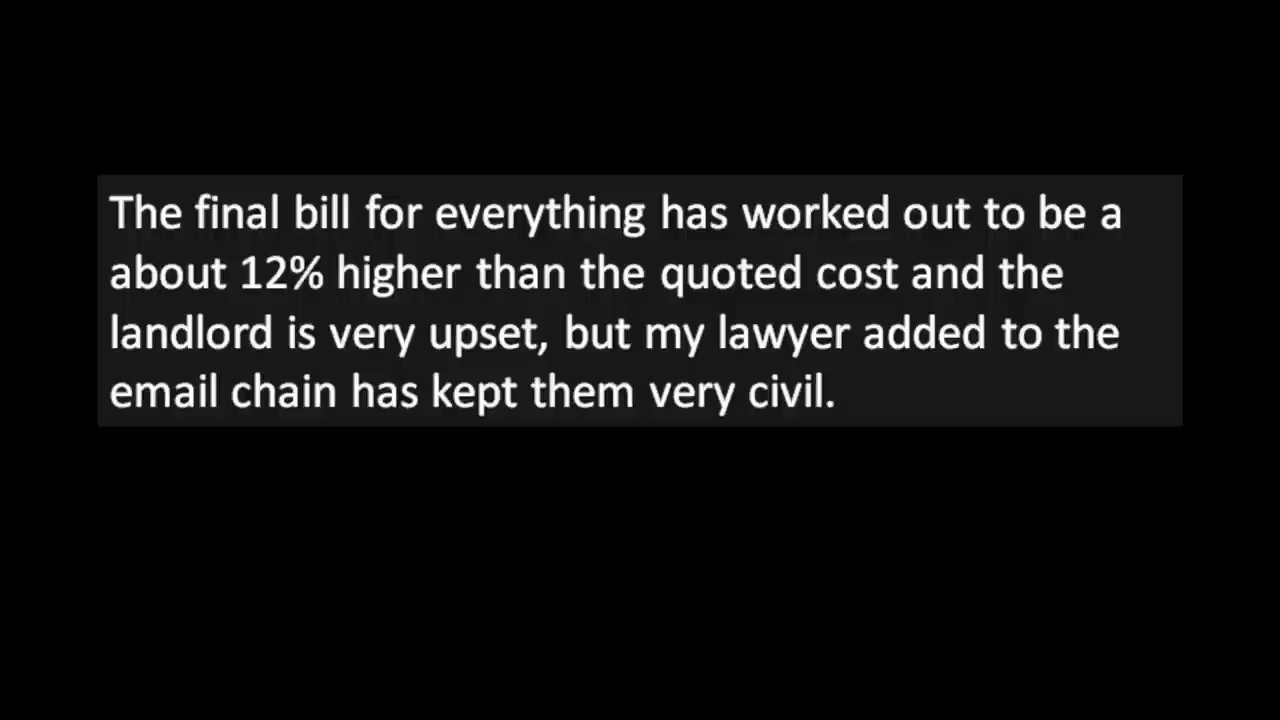 The final bill for everything has worked out to be a
about 12% higher than the quoted cost and the
landlord is very upset, but my lawyer added to the
email chain has kept them very civil.